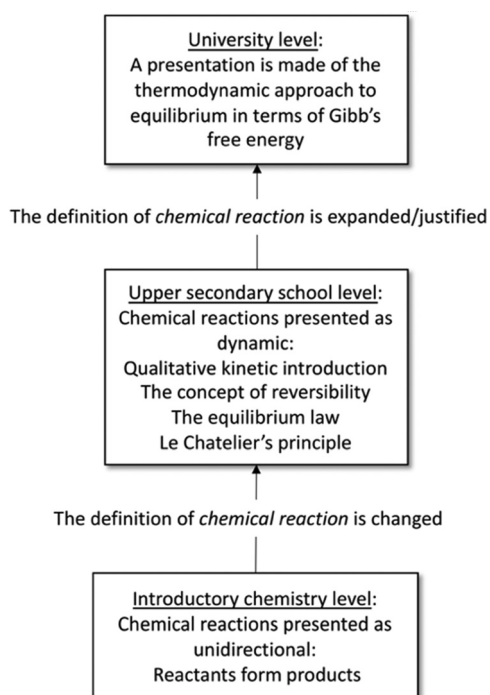 University level:
A presentation is made of the
thermodynamic approach to
equilibrium in terms of Gibb's
free energy
The definition of chemical reaction is expanded/justified
Upper secondary school level:
Chemical reactions presented as
dynamic:
Qualitative kinetic introduction
The concept of reversibility
The equilibrium law
Le Chatelier's principle
The definition of chemical reaction is changed
Introductory chemistry level:
Chemical reactions presented as
unidirectional:
Reactants form products